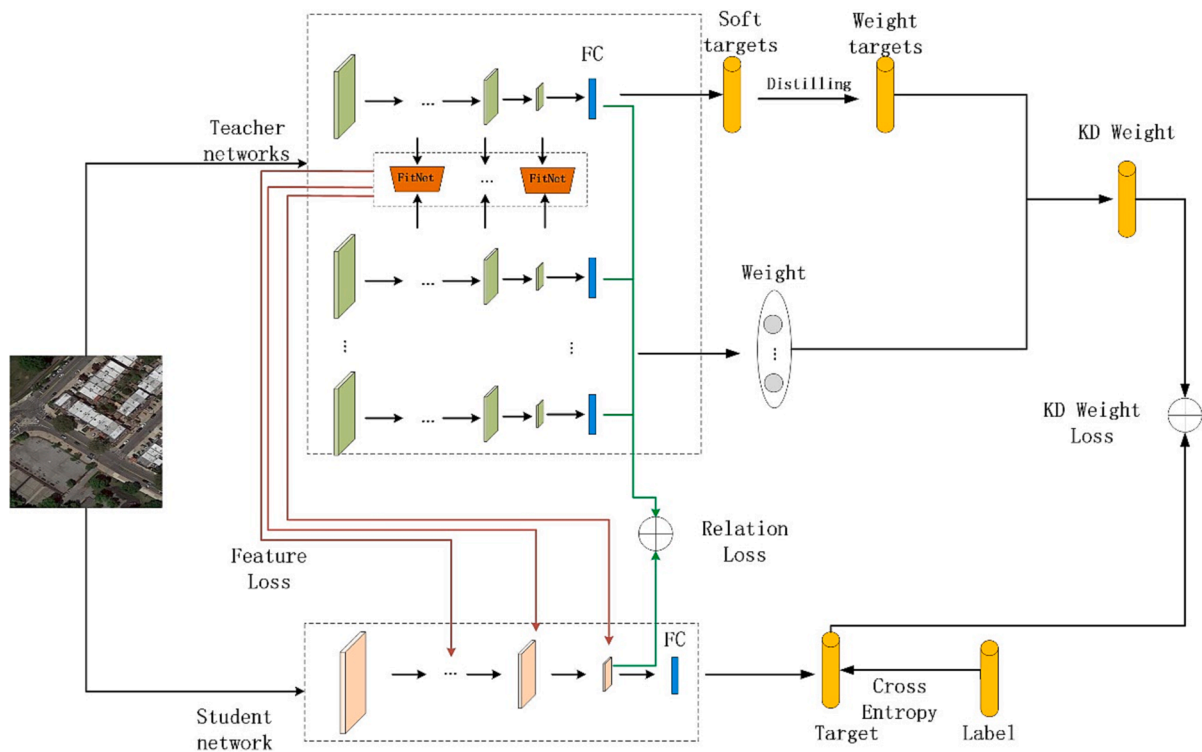 Soft
targets
Weight
targets
FC
Distilling
Teacher
networks
KD Weight
FitNet
...
FitNet
Weight
KD Weight
Loss
Relation
Loss
Feature
Loss
FC
Cross
Entropy
Student
network
Target
Label